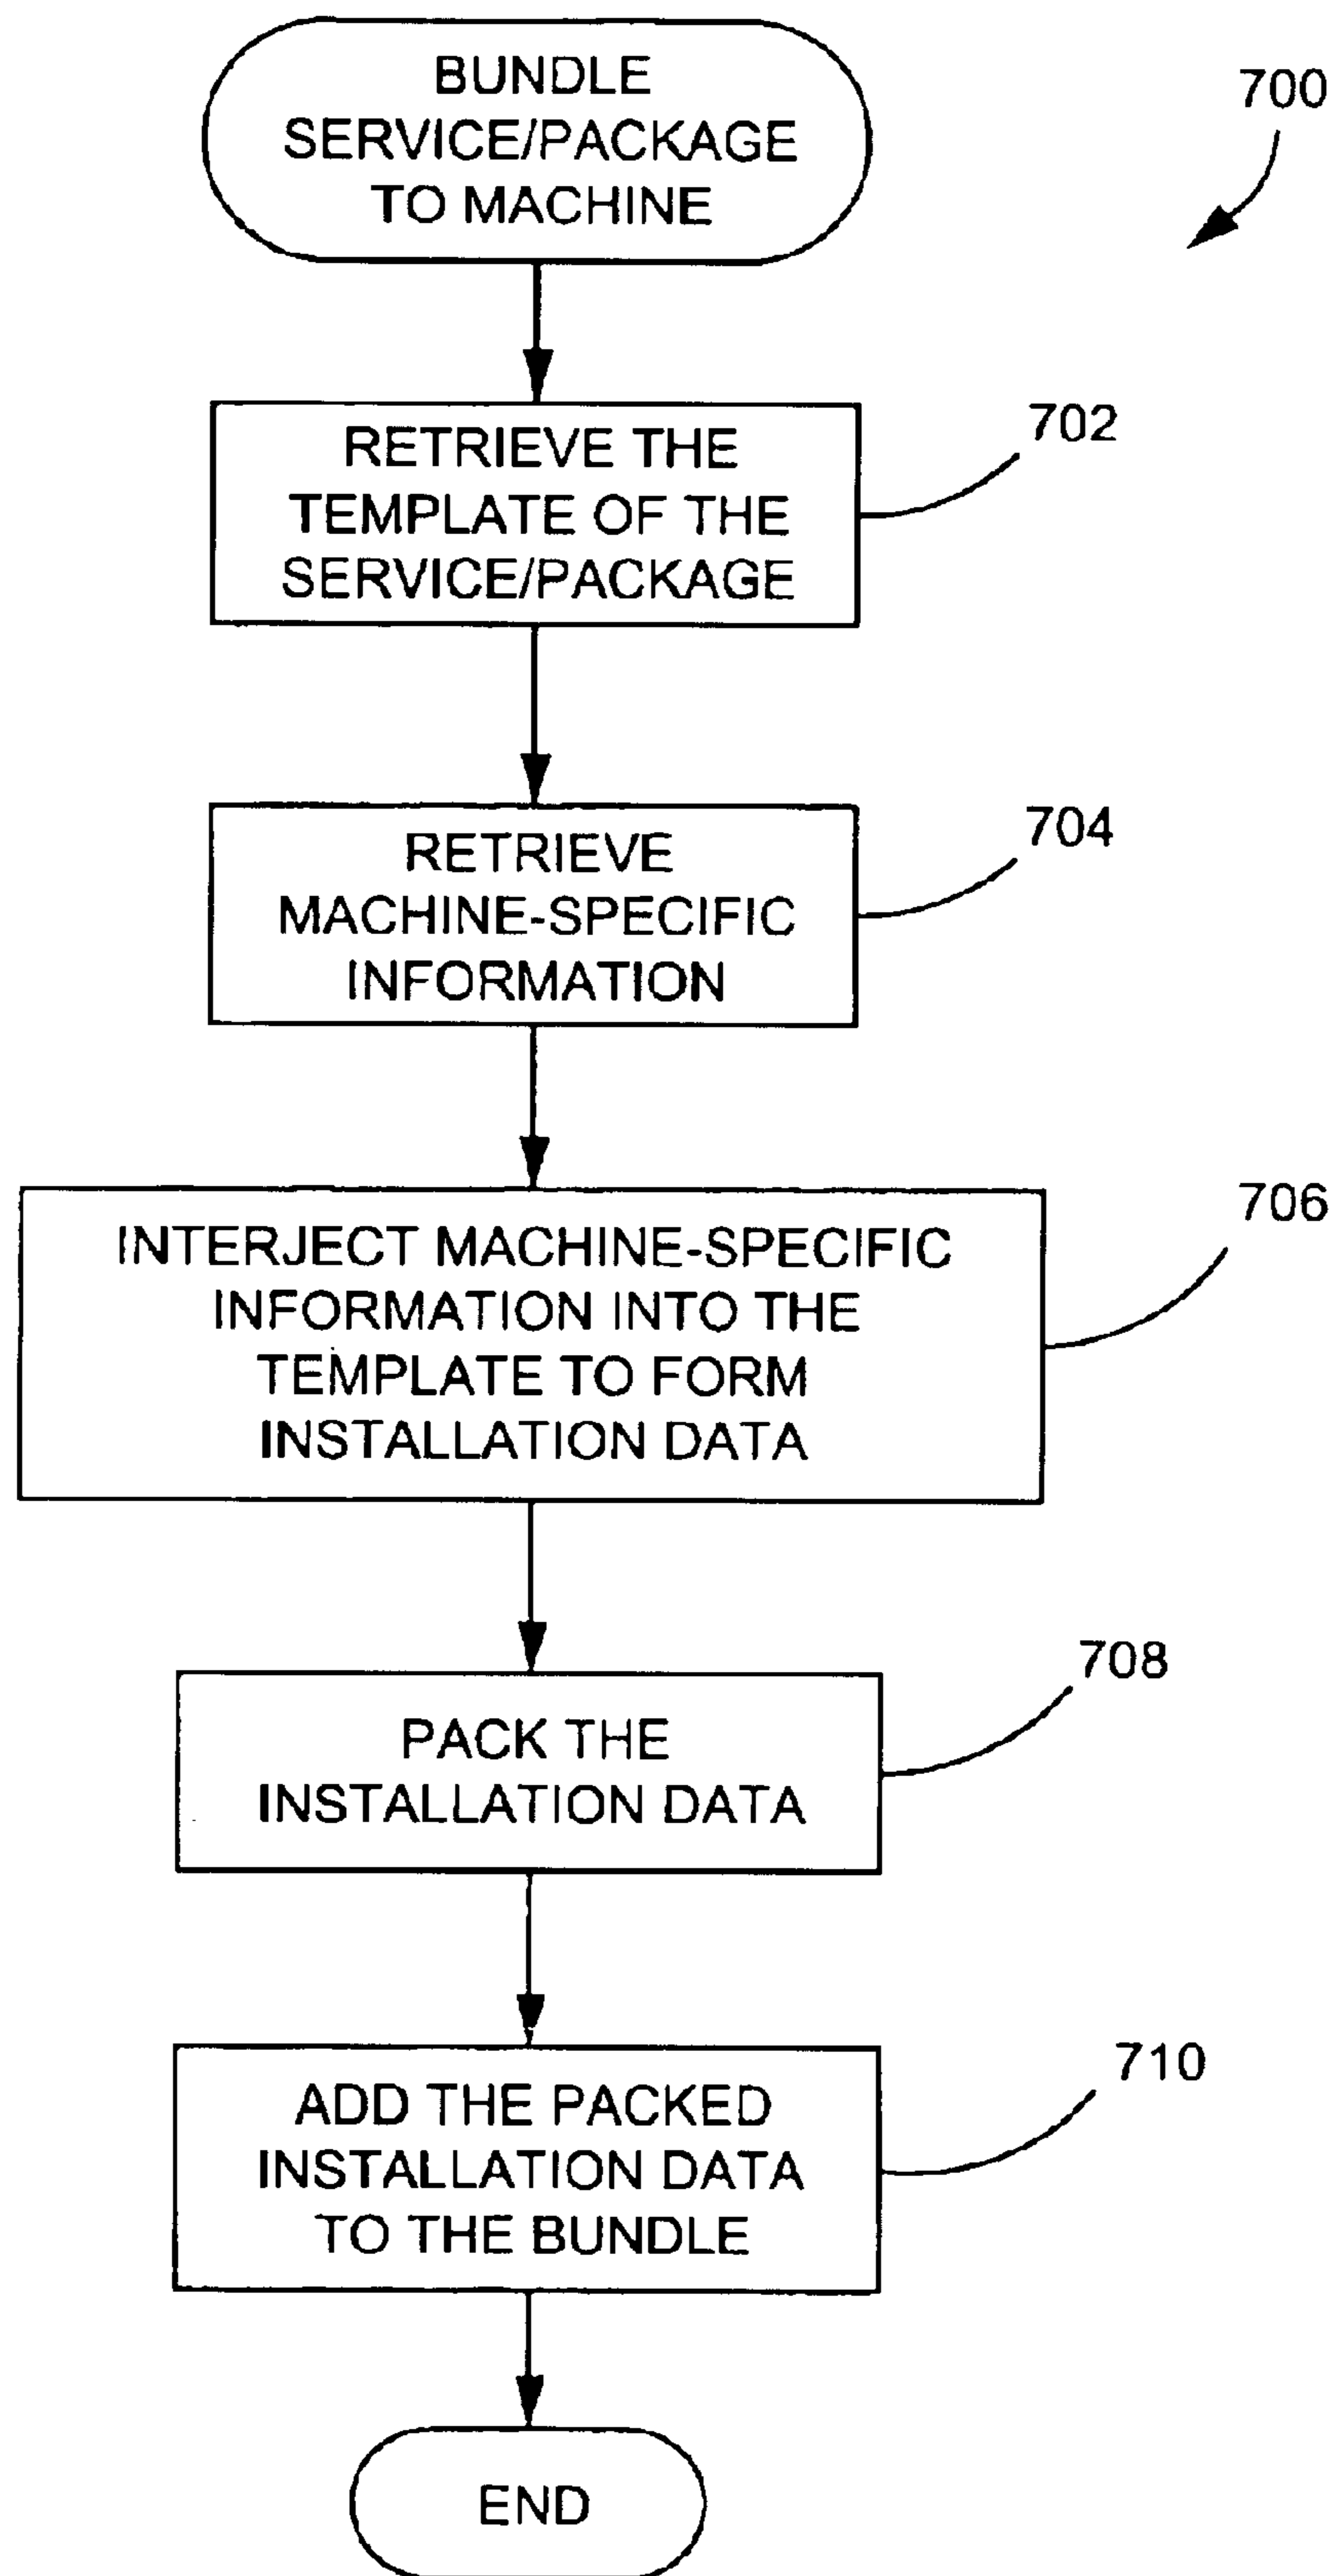 BUNDLE
SERVICE/PACKAGE
TO MACHINE
700
RETRIEVE THE
TEMPLATE OF THE
SERVICE/PACKAGE
702
RETRIEVE
MACHINE-SPECIFIC
INFORMATION
704
INTERJECT MACHINE-SPECIFIC
INFORMATION INTO THE
TEMPLATE TO FORM
INSTALLATION DATA
706
PACK THE
INSTALLATION DATA
708
ADD THE PACKED
INSTALLATION DATA
TO THE BUNDLE
710
END